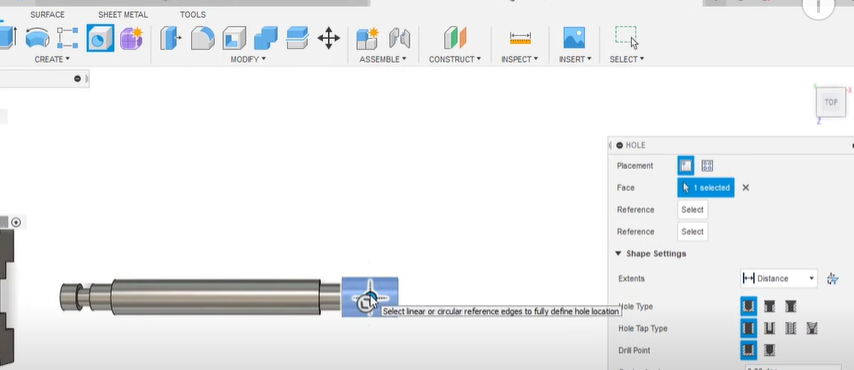 SURFACE SHEET METAL TOOLS
CREATE MODIFY ASSEMBLE CONSTRUCT INSPECT INSERT SELECT
TOP
X
Z
HOLE
Placement
Face 1 selected
Reference Select
Reference Select
Shape Settings
Extents Distance
Select linear or circular reference edges to fully define hole location
Hole Type
Hole Tap Type
Drill Point